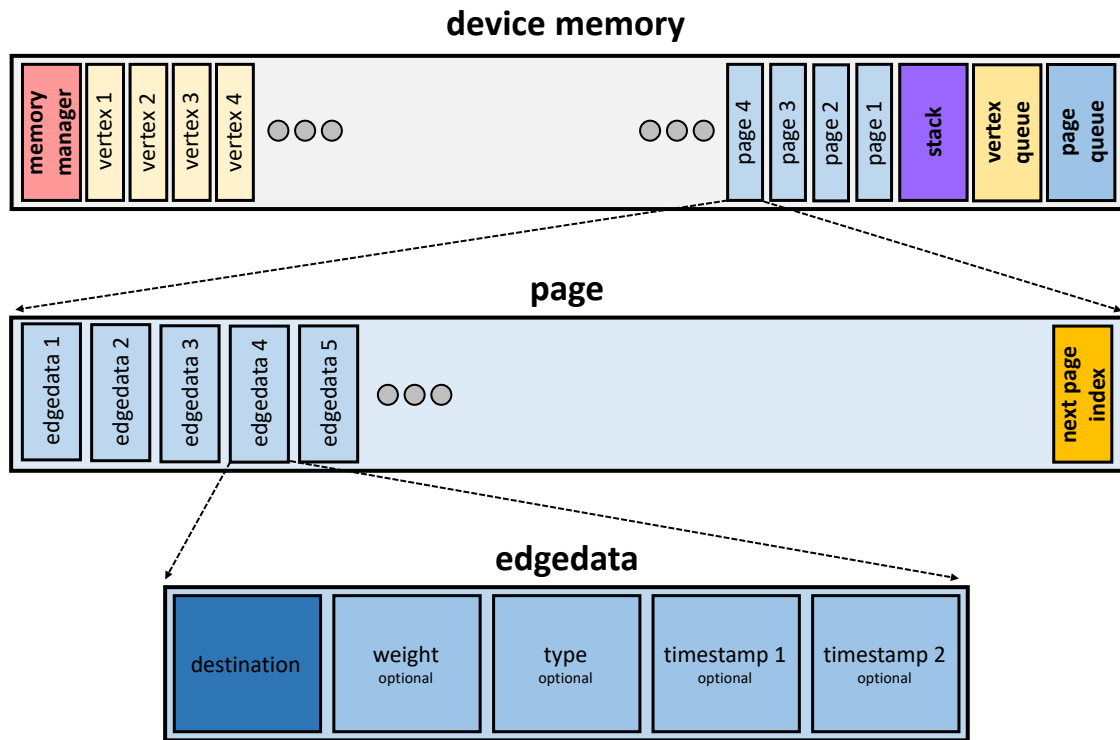 device memory
memory
manager
vertex 1
vertex 2
vertex 3
vertex 4
page 4
page 3
page 2
page 1
stack
vertex
queue
page
queue
page
edgedata 1
edgedata 2
edgedata 3
edgedata 4
edgedata 5
next page
index
edgedata
destination
weight
optional
type
optional
timestamp 1
optional
timestamp 2
optional